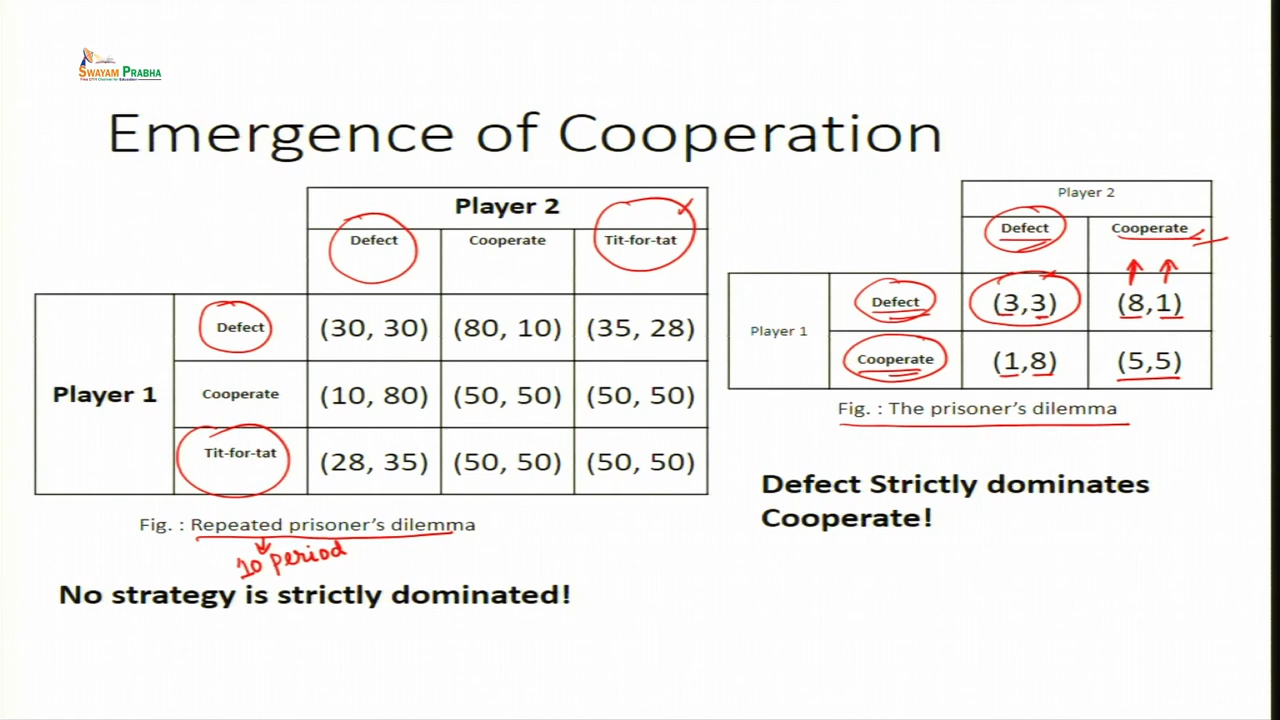 SWAYAM PRABHA
Emergence of Cooperation
Player 2
Defect Cooperate Tit-for-tat
Player 1
Defect (30, 30) (80, 10) (35, 28)
Cooperate (10, 80) (50, 50) (50, 50)
Tit-for-tat (28, 35) (50, 50) (50, 50)
Fig. : Repeated prisoner's dilemma
10 period
No strategy is strictly dominated!
Player 2
Defect Cooperate
Player 1
Defect (3,3) (8,1)
Cooperate (1,8) (5,5)
Fig. : The prisoner's dilemma
Defect Strictly dominates
Cooperate!